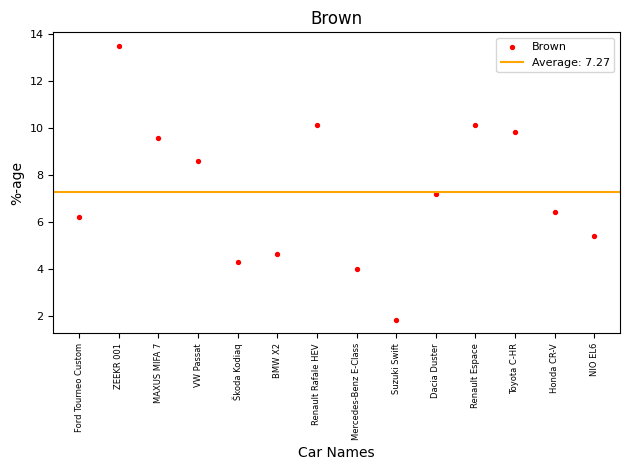 Brown
14
12
10
8
6
4
2
%-age
Brown
Average: 7.27
Ford Tourneo Custom
ZEEKR 001
MAXUS MIFA 7
VW Passat
Škoda Kodiaq
BMW X2
Renault Rafale HEV
Mercedes-Benz E-Class
Suzuki Swift
Dacia Duster
Renault Espace
Toyota C-HR
Honda CR-V
NIO EL6
Car Names